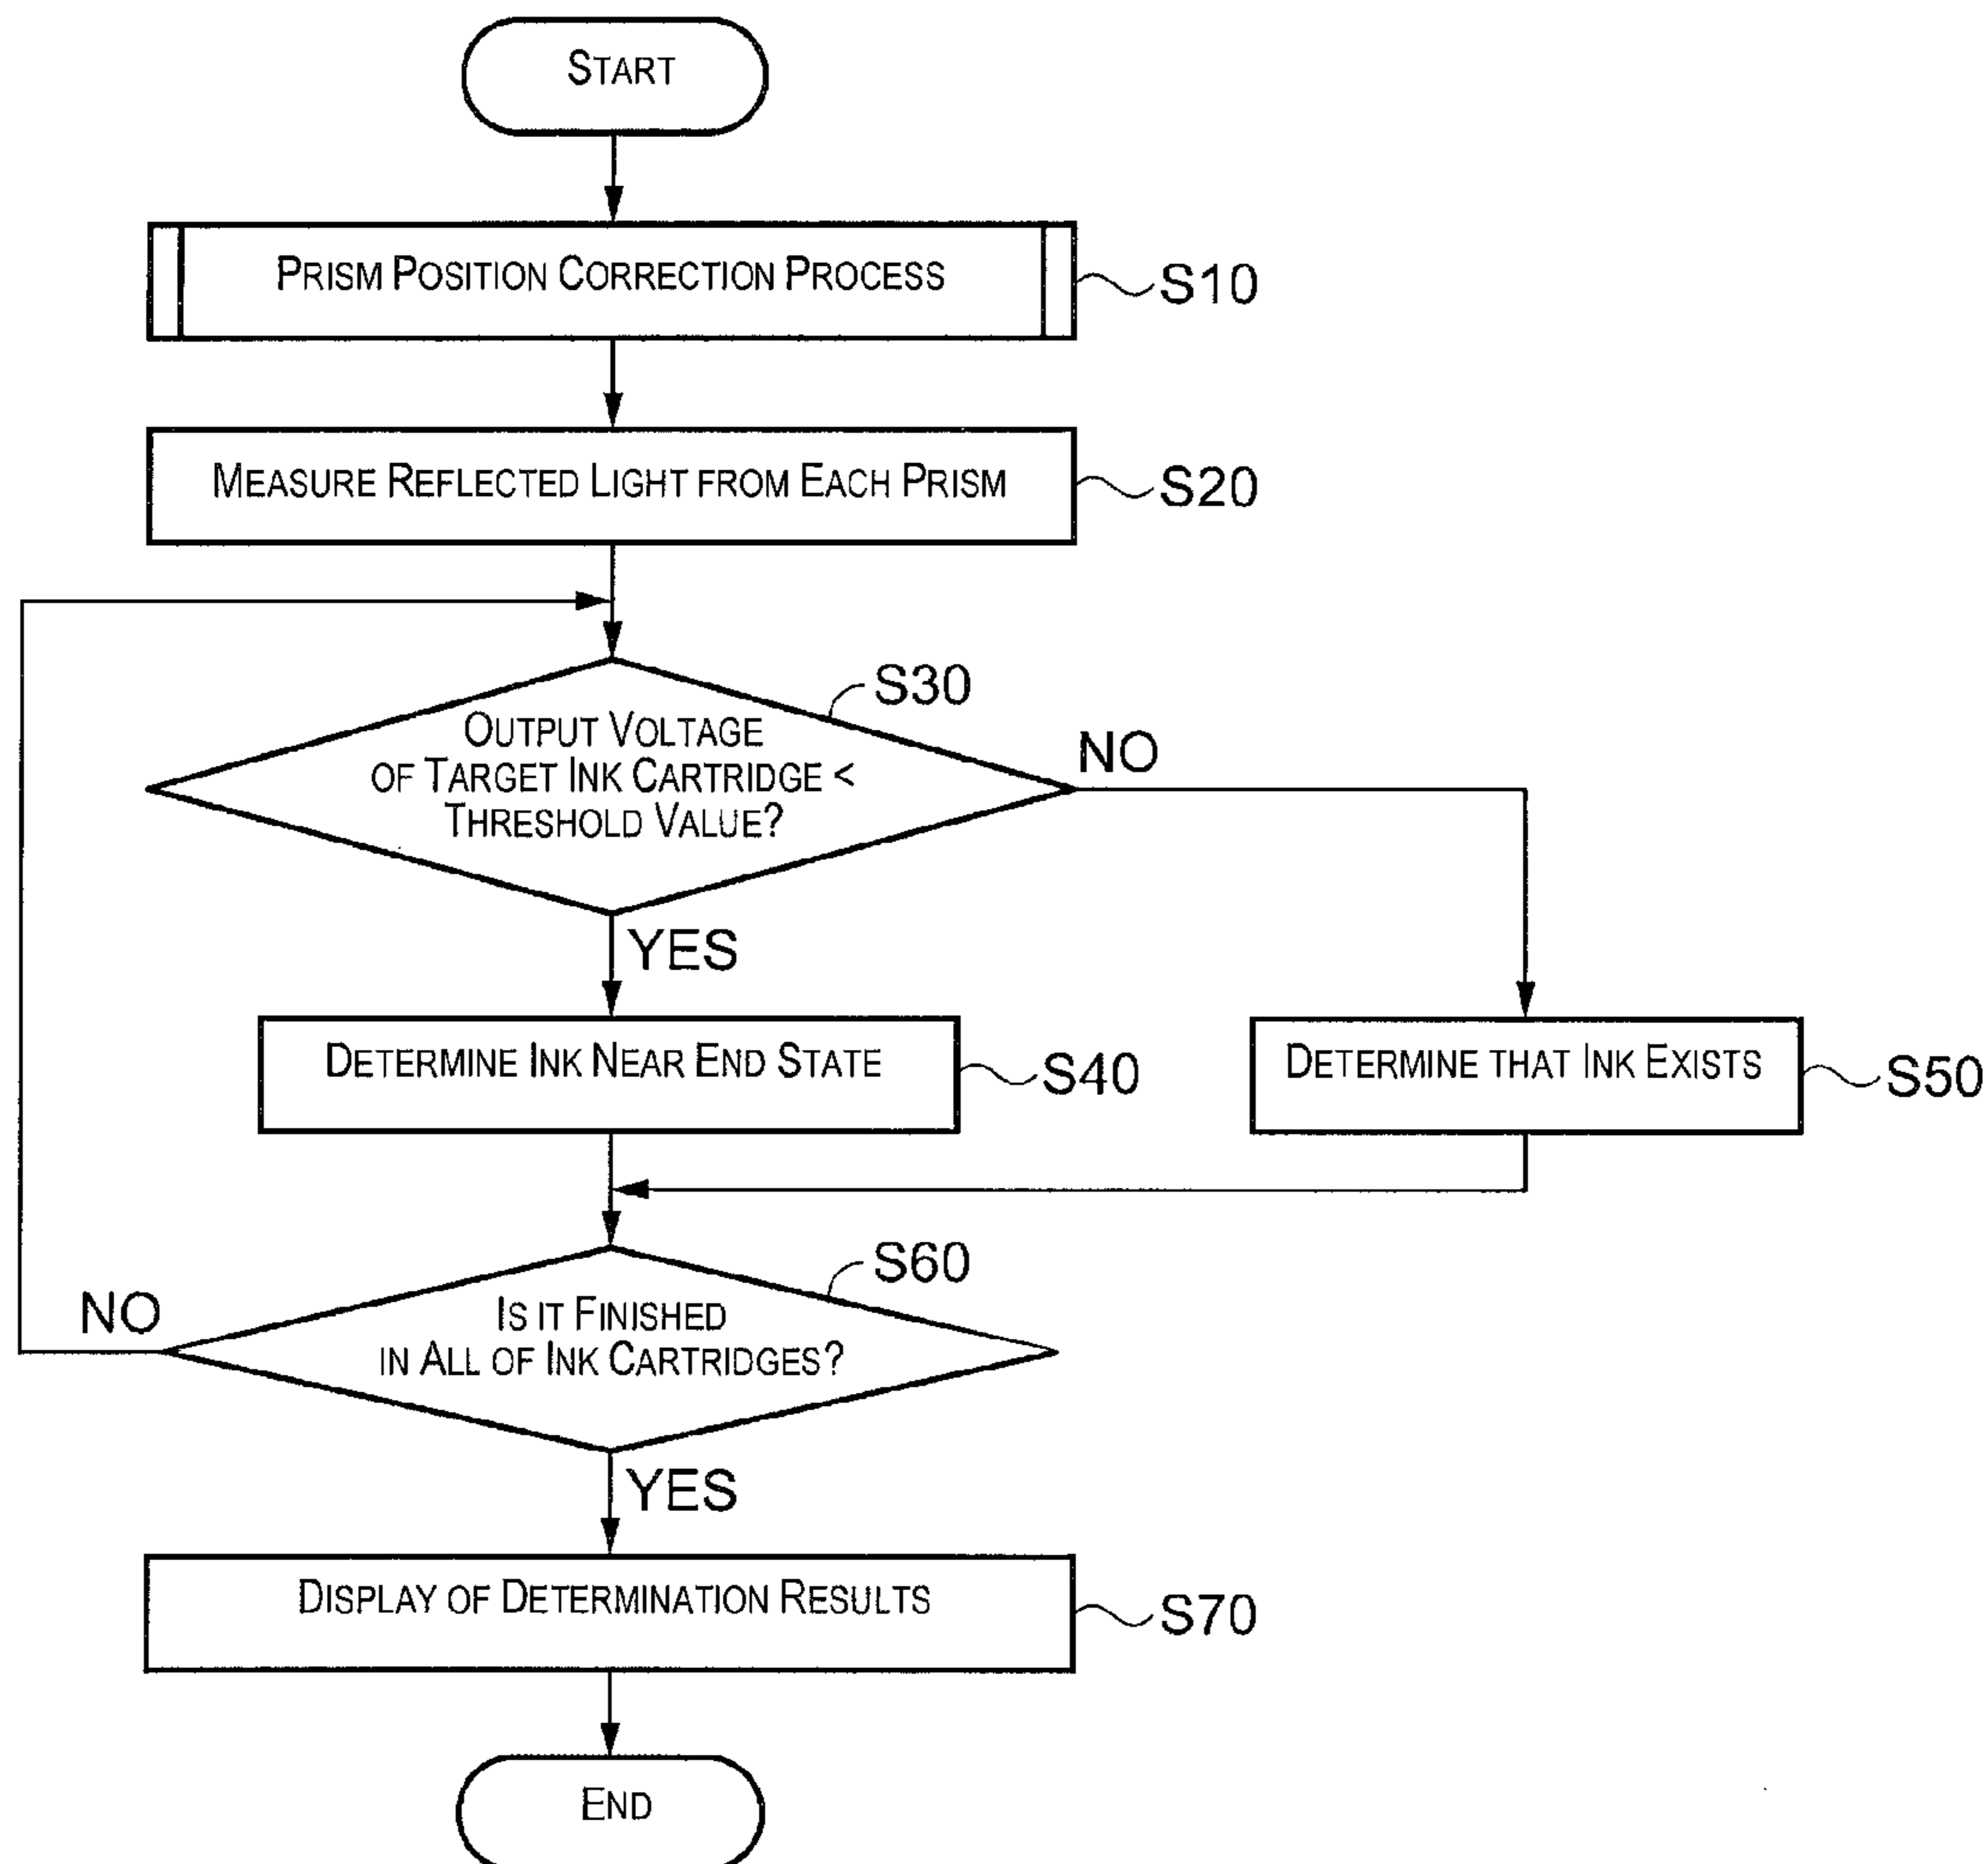 START
PRISM POSITION CORRECTION PROCESS
S10
MEASURE REFLECTED LIGHT FROM EACH PRISM
S20
S30
OUTPUT VOLTAGE
OF TARGET INK CARTRIDGE <
THRESHOLD VALUE?
NO
YES
DETERMINE INK NEAR END STATE
S40
DETERMINE THAT INK EXISTS
S50
S60
IS IT FINISHED
IN ALL OF INK CARTRIDGES?
NO
YES
DISPLAY OF DETERMINATION RESULTS
S70
END